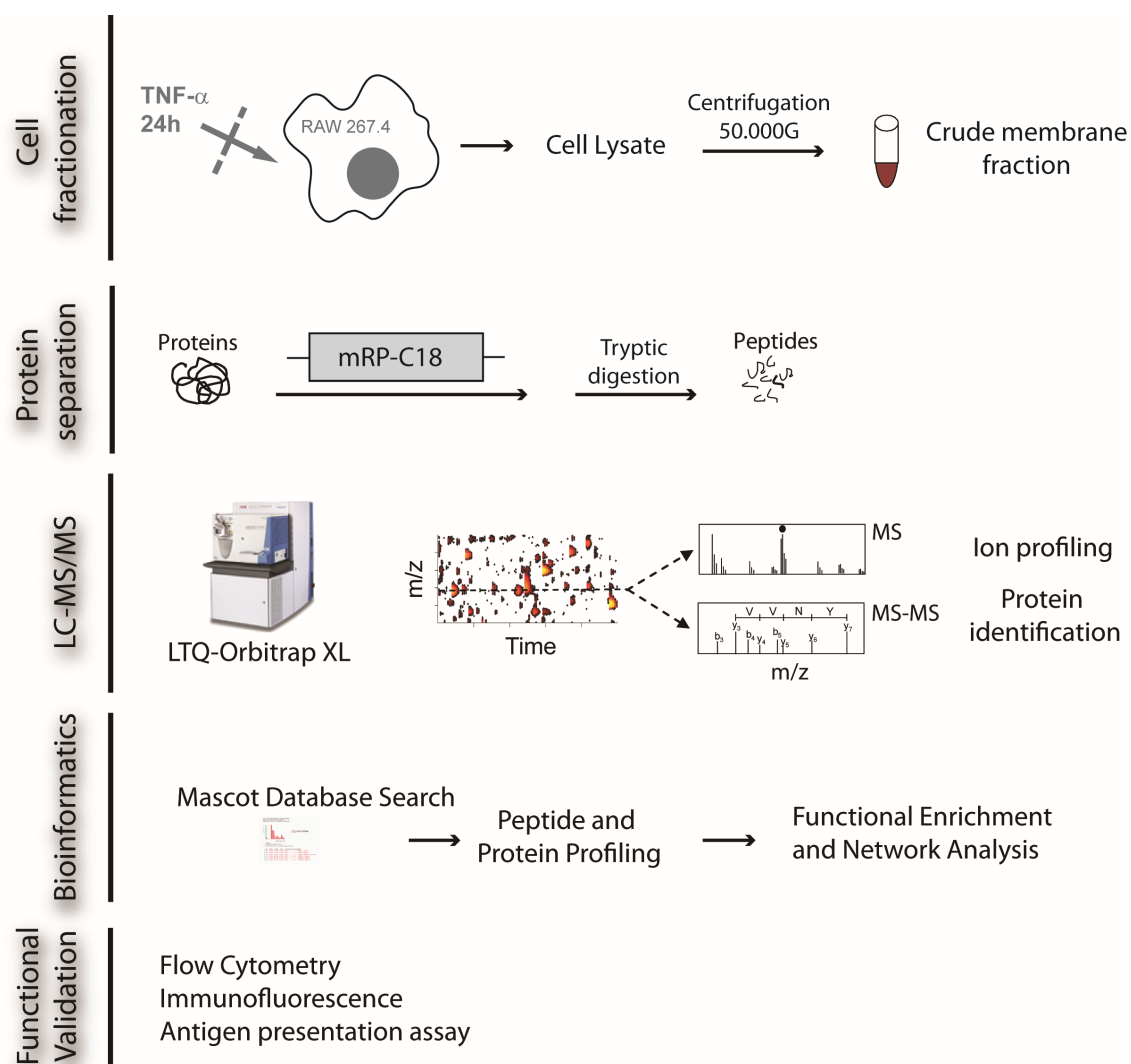 Cell
fractionation
TNF-α
24h
RAW 267.4
Cell Lysate
Centrifugation
50.000G
Crude membrane
fraction
Protein
separation
Proteins
mRP-C18
Tryptic
digestion
Peptides
LC-MS/MS
LTQ-Orbitrap XL
m/z
Time
MS
V V N Y
b3 y3 b4 y4 b5 y5 y6 y7
MS-MS
m/z
Ion profiling
Protein
identification
Bioinformatics
Mascot Database Search
Peptide and
Protein Profiling
Functional Enrichment
and Network Analysis
Functional
Validation
Flow Cytometry
Immunofluorescence
Antigen presentation assay